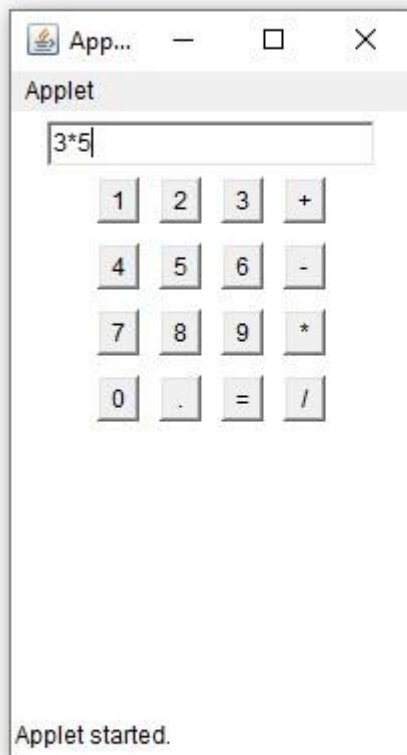 App...
Applet
3*5
1 2 3 +
4 5 6 -
7 8 9 *
0 . = /
Applet started.